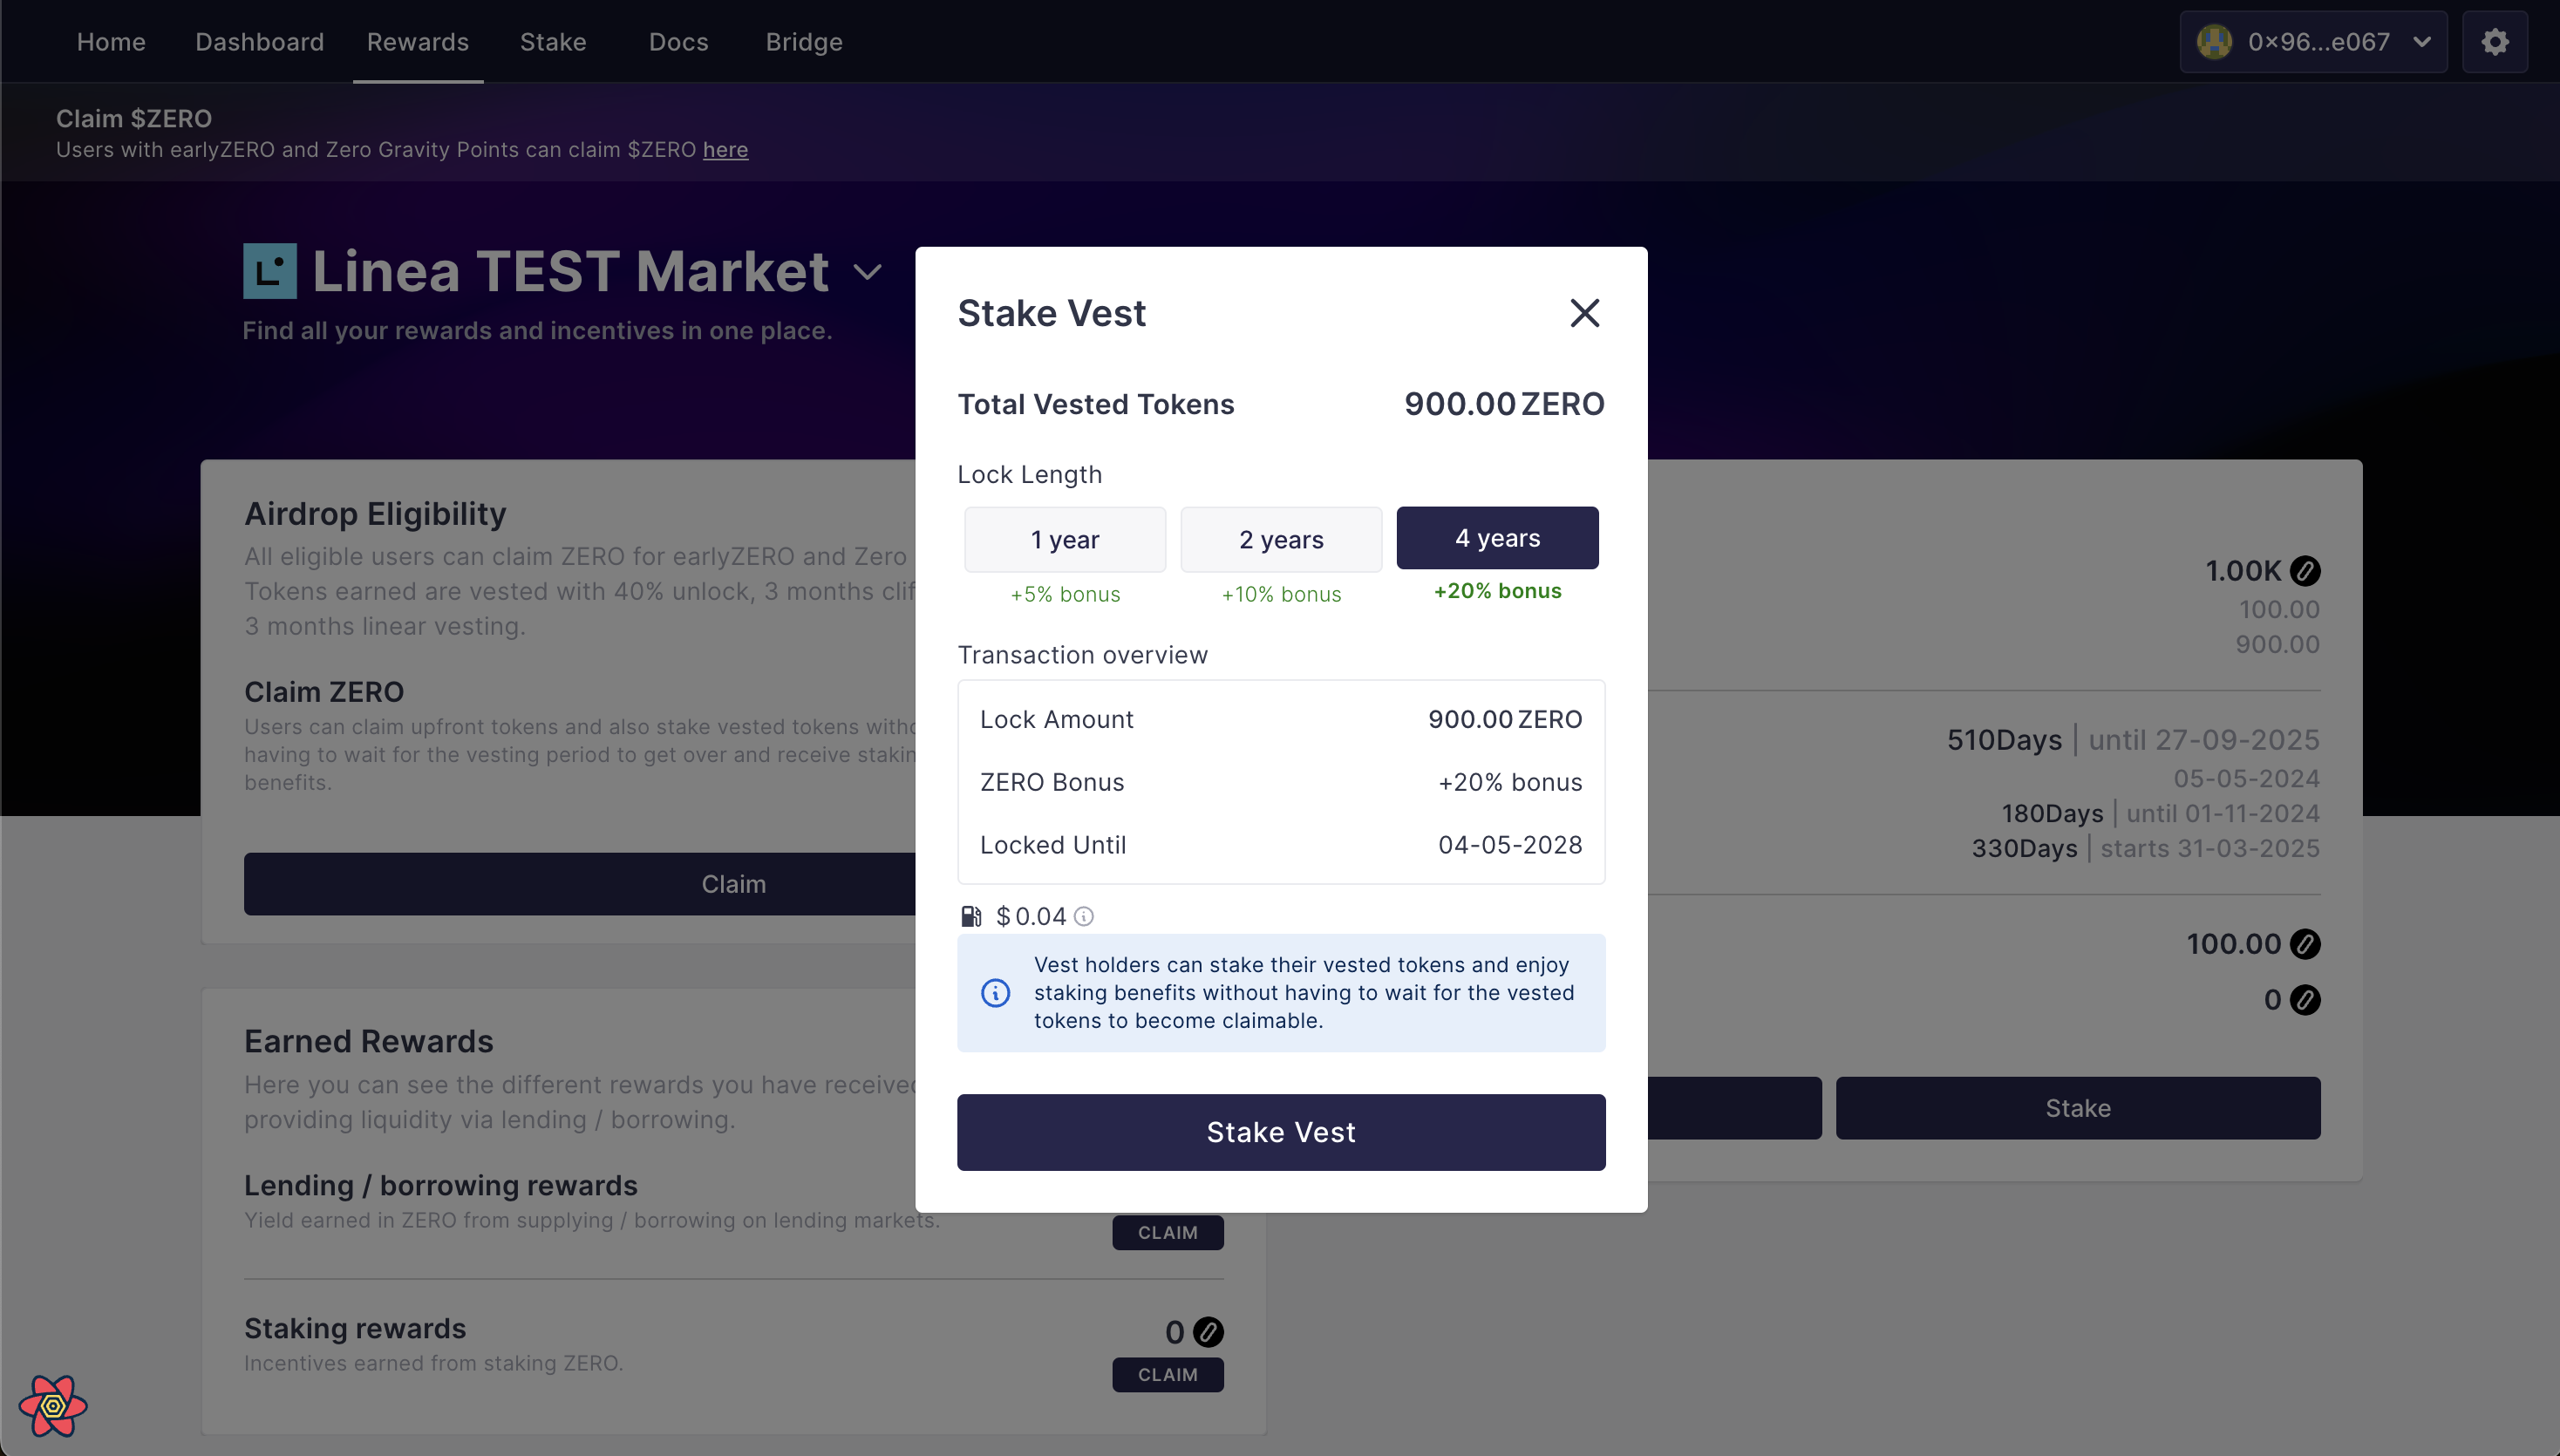 Home Dashboard Rewards Stake Docs Bridge 0×96...e067
Claim $ZERO
Users with earlyZERO and Zero Gravity Points can claim $ZERO here
Linea TEST Market
Find all your rewards and incentives in one place.
Airdrop Eligibility
All eligible users can claim ZERO for earlyZERO and Zero
Tokens earned are vested with 40% unlock, 3 months
3 months linear vesting.
Claim ZERO
Users can claim upfront tokens and also stake vested tokens
having to wait for the vesting period to get over and receive
benefits.
Claim
Earned Rewards
Here you can see the different rewards you have
providing liquidity via lending / borrowing.
Lending / borrowing rewards
Yield earned in ZERO from supplying / borrowing on lending markets.
CLAIM
Staking rewards
0
Incentives earned from staking ZERO.
CLAIM
Stake Vest
Total Vested Tokens 900.00 ZERO
Lock Length
1 year 2 years 4 years
+5% bonus +10% bonus +20% bonus
Transaction overview
Lock Amount 900.00 ZERO
ZERO Bonus +20% bonus
Locked Until 04-05-2028
$ 0.04
Vest holders can stake their vested tokens and enjoy
staking benefits without having to wait for the vested
tokens to become claimable.
Stake Vest
1.00K
100.00
900.00
510Days | until 27-09-2025
05-05-2024
180Days | until 01-11-2024
330Days | starts 31-03-2025
100.00
0
Stake